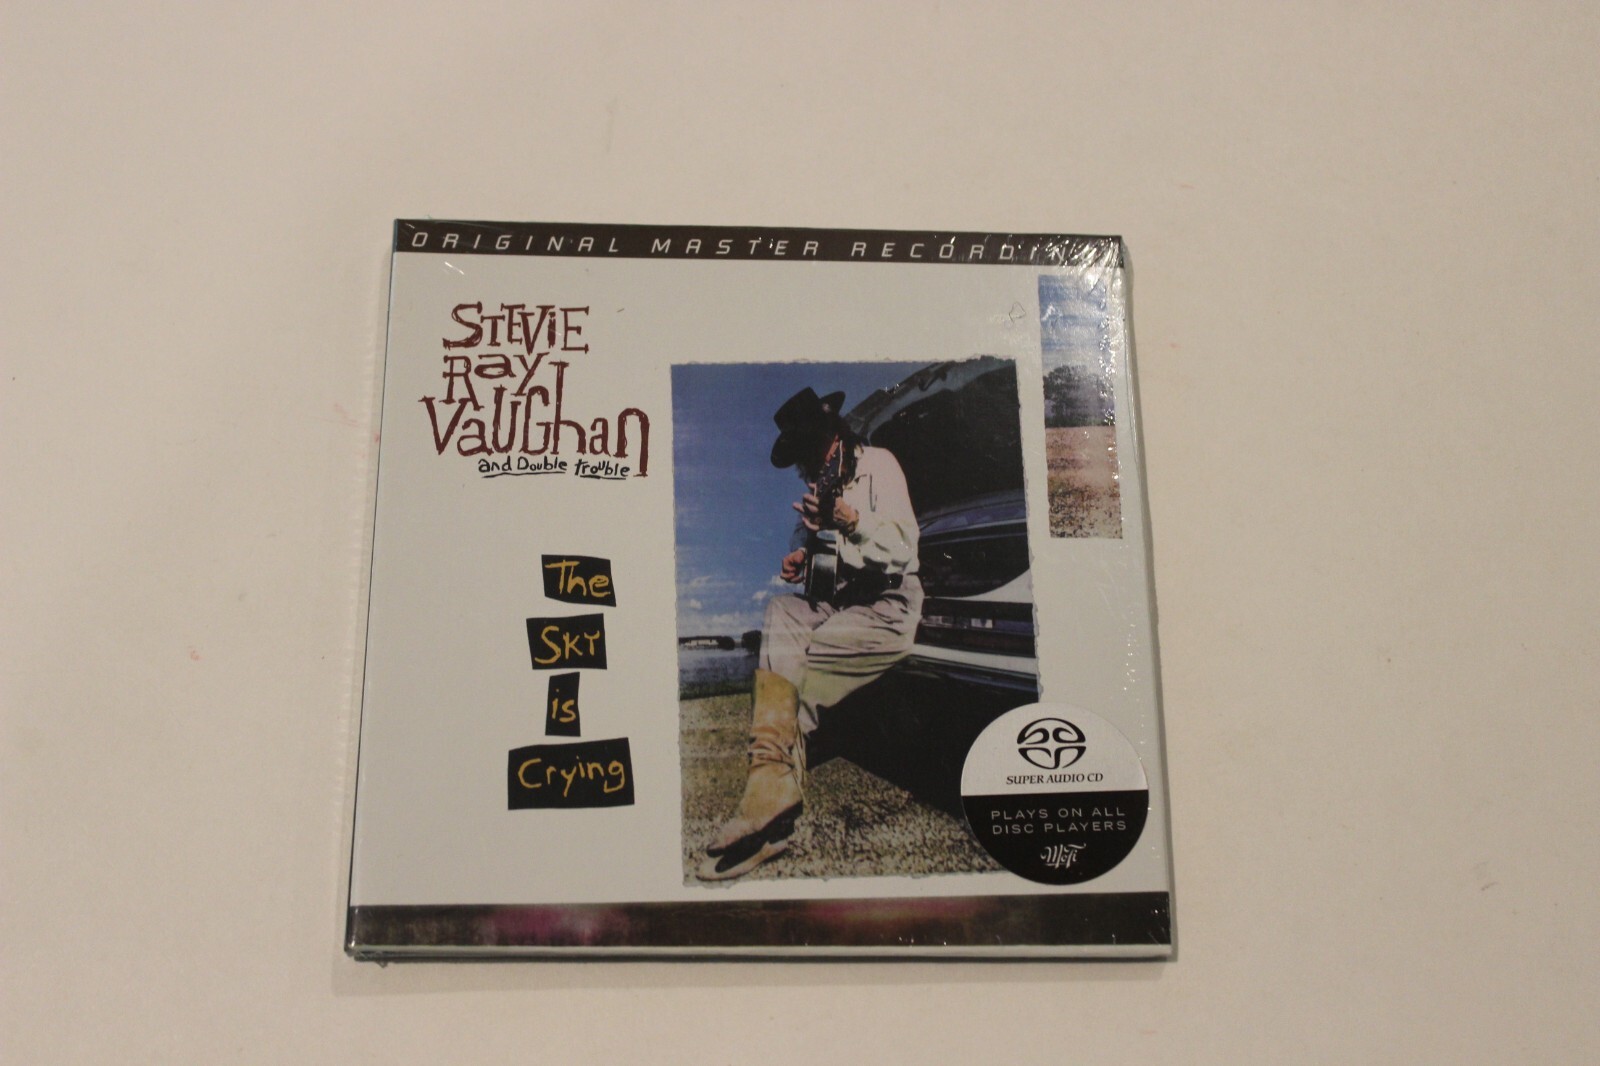 ORIGINAL MASTER RECORDIN
STEViE
Ray
VaUGhan
and Double trouble
The
SKY
is
Crying
SUPER AUDIO CD
PLAYS ON ALL
DISC PLAYERS
MoFi